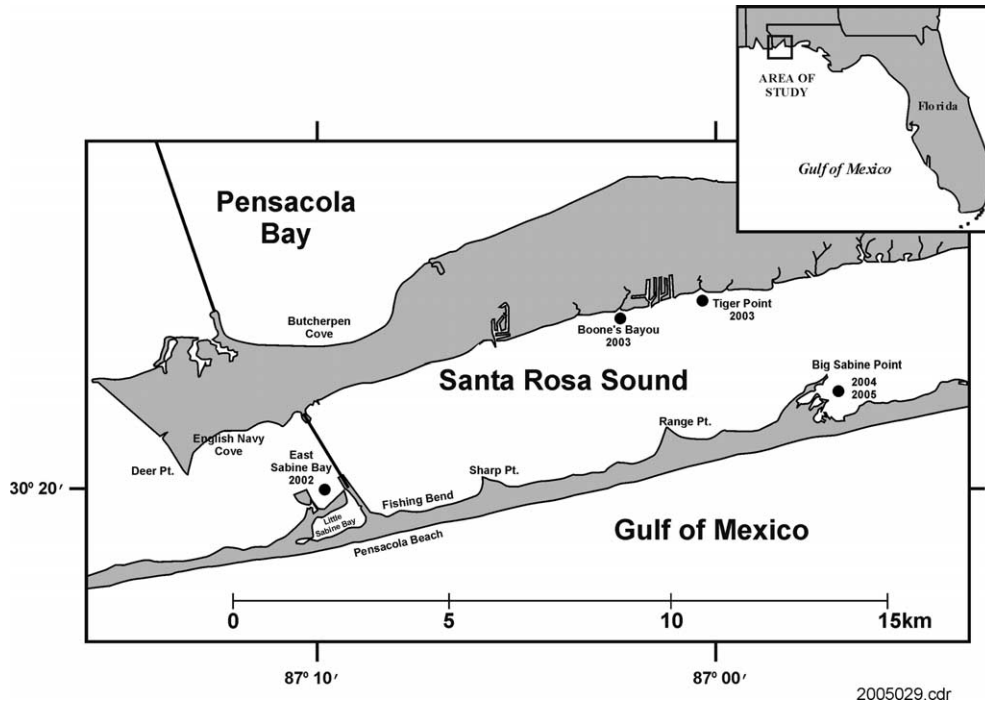 AREA OF
STUDY
Florida
Gulf of Mexico
Pensacola
Bay
Butcherpen
Cove
Tiger Point
2003
Boone's Bayou
2003
Santa Rosa Sound
Big Sabine Point
2004
2005
Range Pt.
English Navy
Cove
Deer Pt.
East
Sabine Bay
2002
Sharp Pt.
30° 20′
Fishing Bend
Little
Sabine Bay
Gulf of Mexico
Pensacola Beach
0 5 10 15km
87° 10′ 87° 00′
2005029.cdr